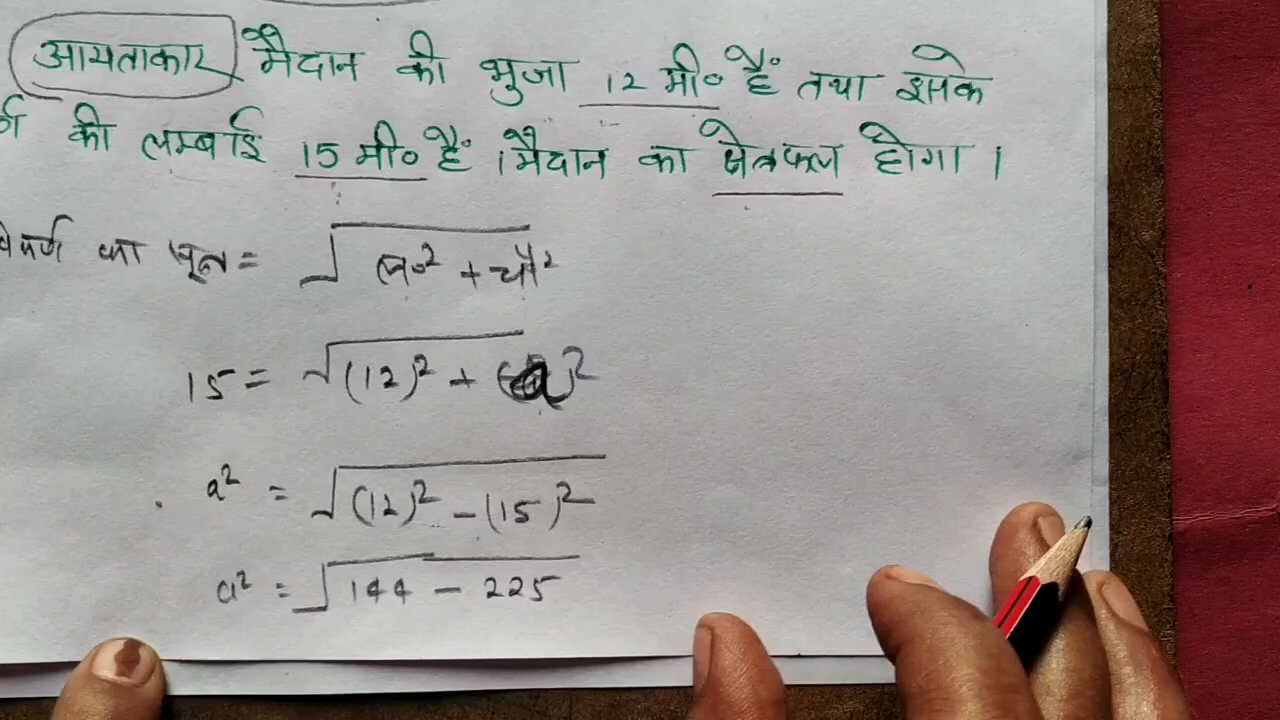 आयताकार मैदान की भुजा 12 मी० है तथा इसके
की लम्बाई 15 मी० है । मैदान का क्षेत्रफल होगा ।
का सूत्र = √ल०² + चौ²
15 = √(12)² + (a)²
a² = √(12)² - (15)²
a² = √144 - 225